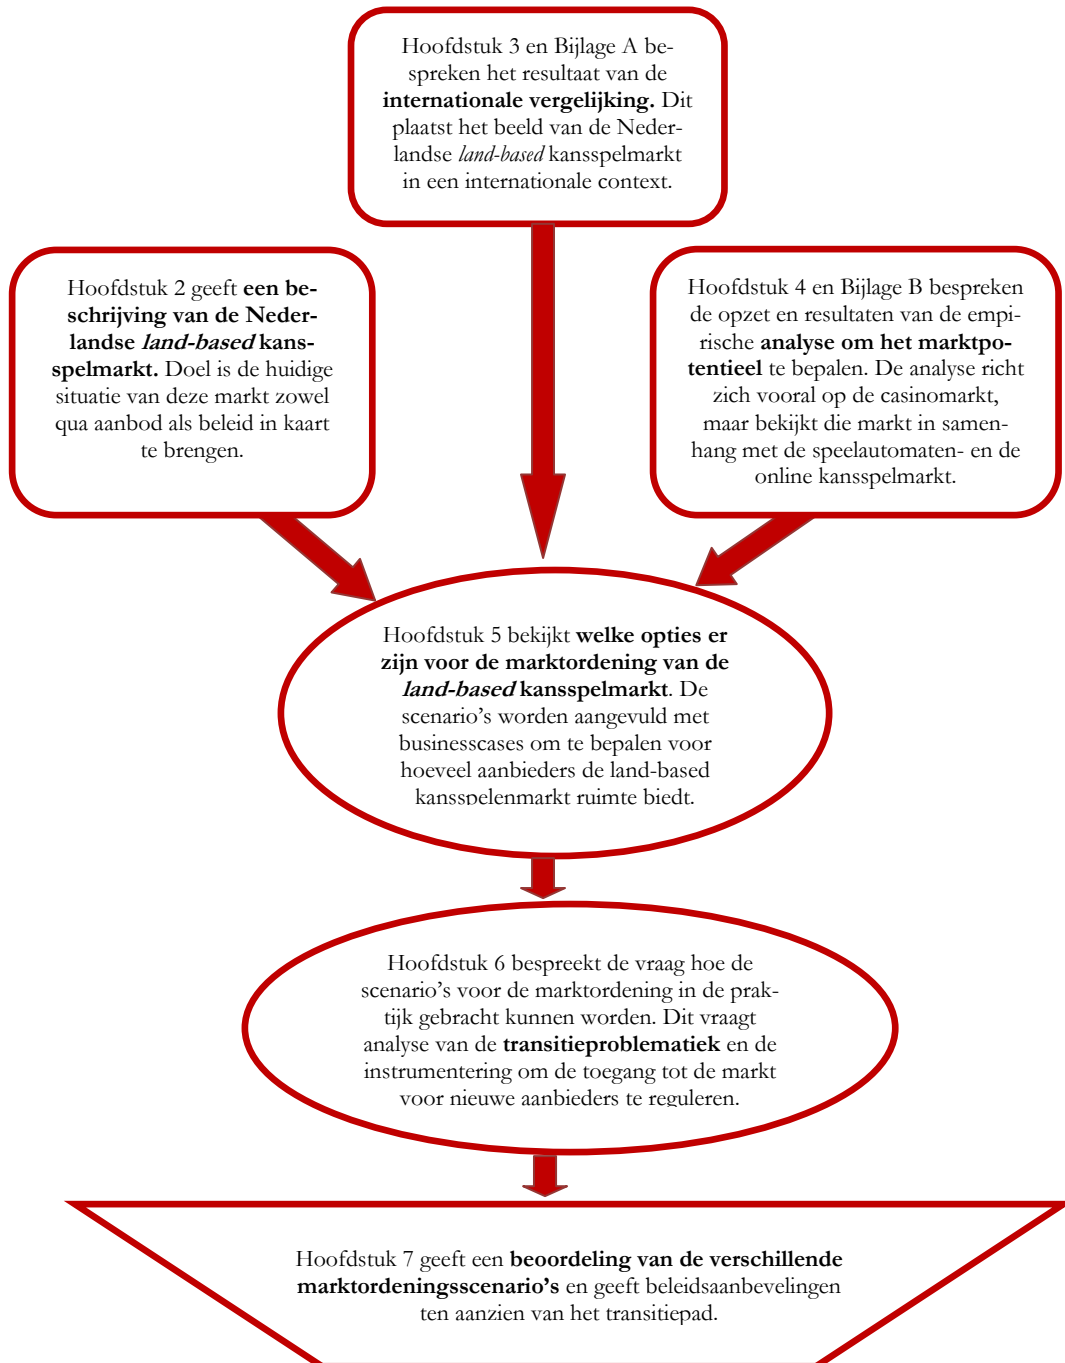 Hoofdstuk 3 en Bijlage A be-
spreken het resultaat van de
internationale vergelijking. Dit
plaatst het beeld van de Neder-
landse land-based kansspelmarkt
in een internationale context.
Hoofdstuk 2 geeft een be-
schrijving van de Neder-
landse land-based kans-
spelmarkt. Doel is de huidige
situatie van deze markt zowel
qua aanbod als beleid in kaart
te brengen.
Hoofdstuk 4 en Bijlage B bespreken
de opzet en resultaten van de empi-
rische analyse om het marktpo-
tentieel te bepalen. De analyse richt
zich vooral op de casinomarkt,
maar bekijkt die markt in samen-
hang met de speelautomaten- en de
online kansspelmarkt.
Hoofdstuk 5 bekijkt welke opties er
zijn voor de marktordening van de
land-based kansspelmarkt. De
scenario's worden aangevuld met
businesscases om te bepalen voor
hoeveel aanbieders de land-based
kansspelenmarkt ruimte biedt.
Hoofdstuk 6 bespreekt de vraag hoe de
scenario's voor de marktordening in de prak-
tijk gebracht kunnen worden. Dit vraagt
analyse van de transitieproblematiek en de
instrumentering om de toegang tot de markt
voor nieuwe aanbieders te reguleren.
Hoofdstuk 7 geeft een beoordeling van de verschillende
marktordeningsscenario's en geeft beleidsaanbevelingen
ten aanzien van het transitiepad.